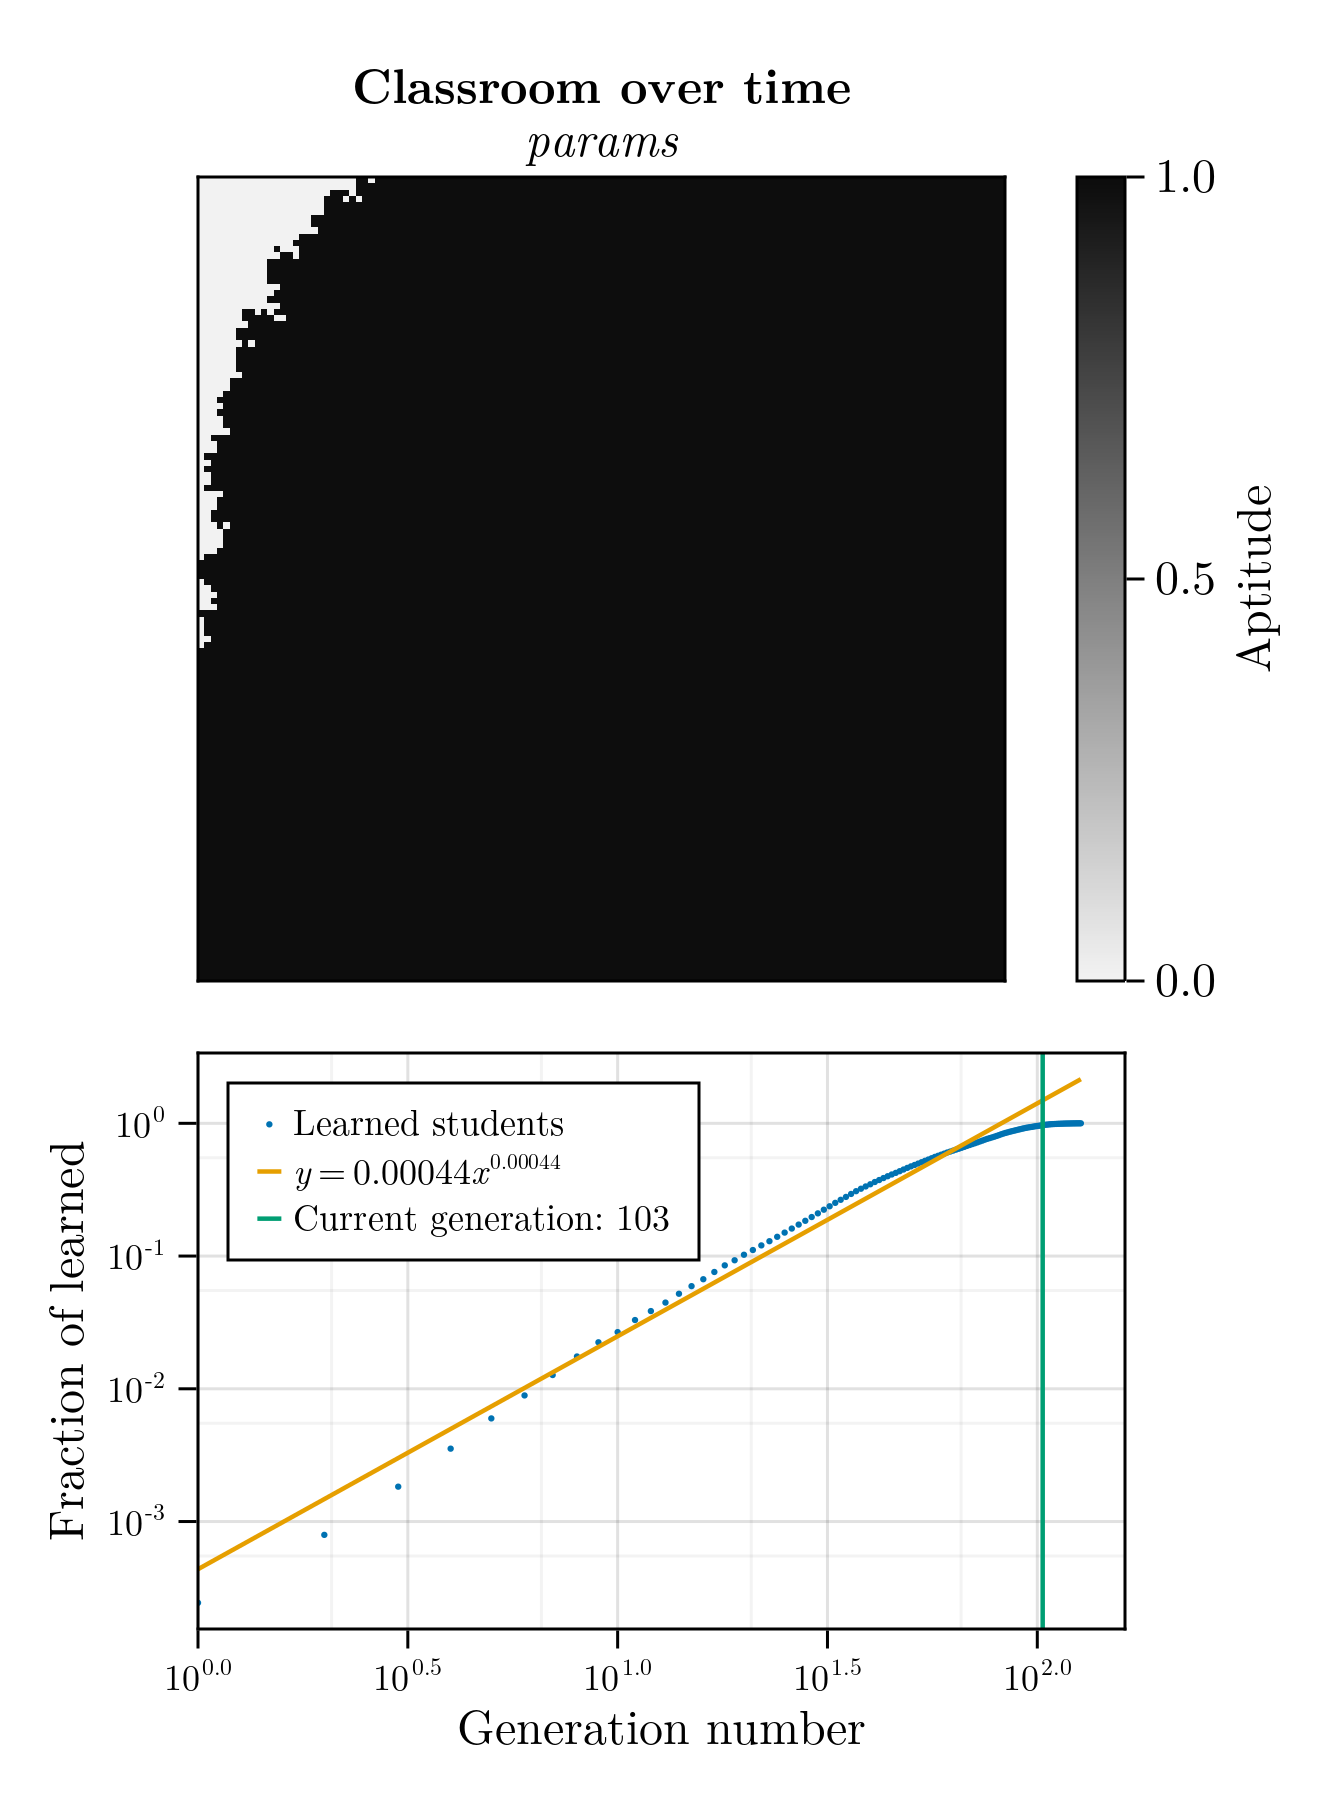 Classroom over time
params
1.0
0.5
0.0
Aptitude
Learned students
y = 0.00044x^0.00044
Current generation: 103
10^0
10^-1
10^-2
10^-3
Fraction of learned
10^0.0 10^0.5 10^1.0 10^1.5 10^2.0
Generation number